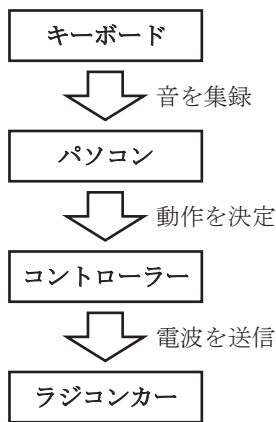 キーボード
音を集録
パソコン
動作を決定
コントローラー
電波を送信
ラジコンカー